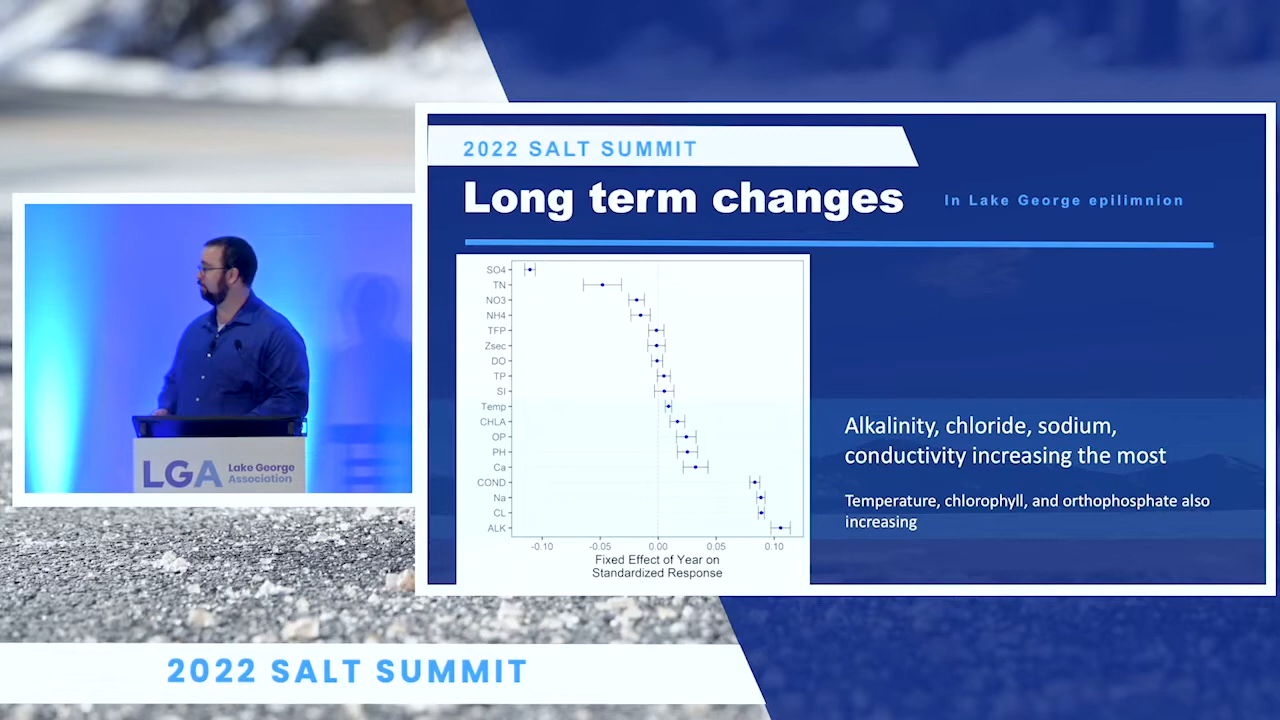 2022 SALT SUMMIT
Long term changes
In Lake George epilimnion
SO4
TN
NO3
NH4
TFP
Zsec
DO
TP
SI
Temp
CHLA
OP
PH
Ca
COND
Na
CL
ALK
-0.10 -0.05 0.00 0.05 0.10
Fixed Effect of Year on
Standardized Response
Alkalinity, chloride, sodium,
conductivity increasing the most
Temperature, chlorophyll, and orthophosphate also
increasing
LGA
Lake George
Association
2022 SALT SUMMIT